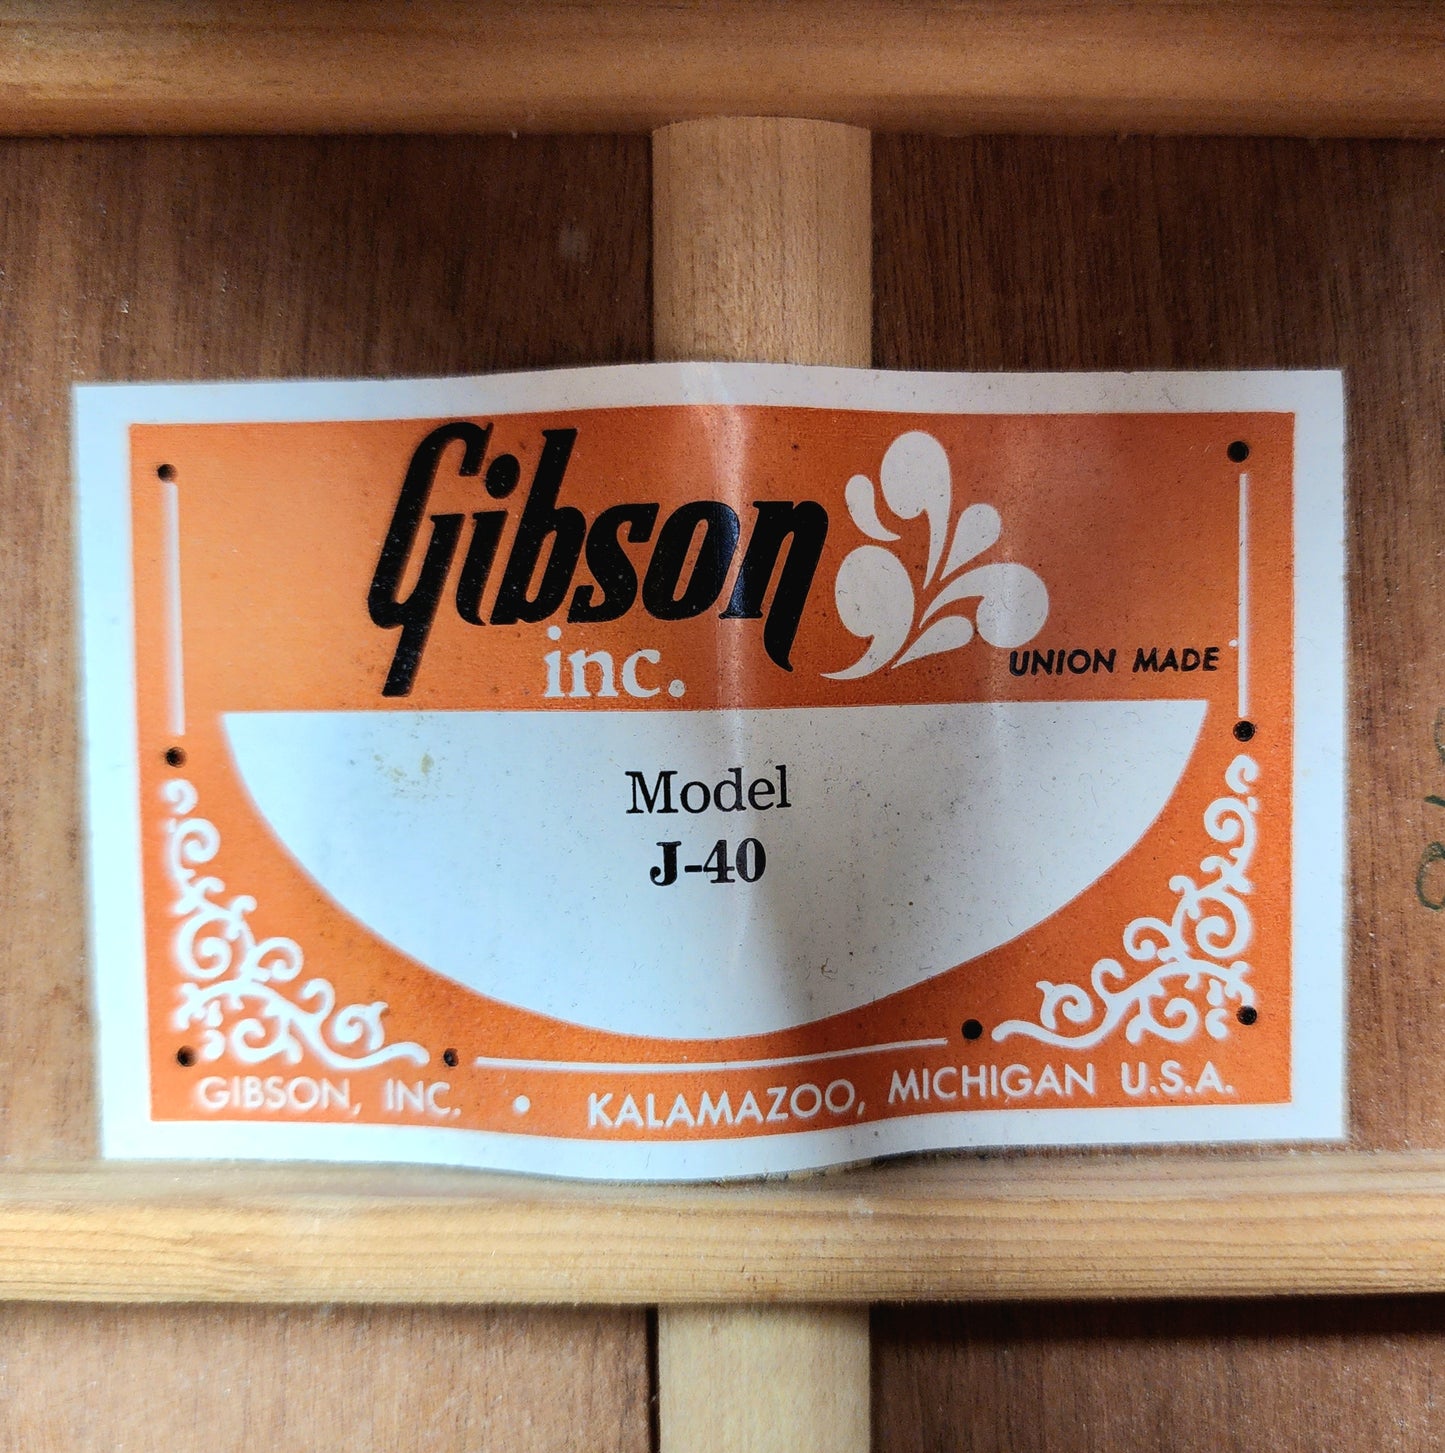 Gibson
inc.
UNION MADE
Model
J-40
GIBSON, INC. • KALAMAZOO, MICHIGAN U.S.A.